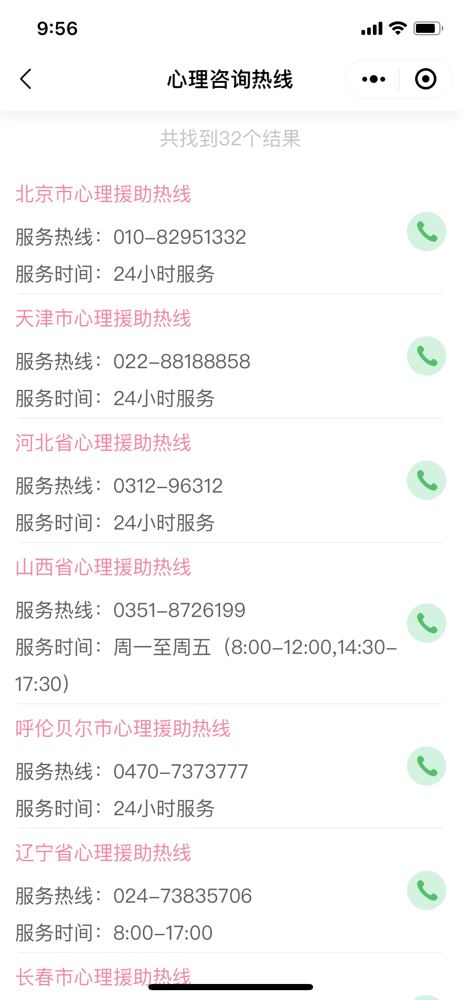 9:56
心理咨询热线
共找到32个结果
北京市心理援助热线
服务热线：010-82951332
服务时间：24小时服务
天津市心理援助热线
服务热线：022-88188858
服务时间：24小时服务
河北省心理援助热线
服务热线：0312-96312
服务时间：24小时服务
山西省心理援助热线
服务热线：0351-8726199
服务时间：周一至周五（8:00-12:00,14:30-
17:30）
呼伦贝尔市心理援助热线
服务热线：0470-7373777
服务时间：24小时服务
辽宁省心理援助热线
服务热线：024-73835706
服务时间：8:00-17:00
长春市心理援助热线